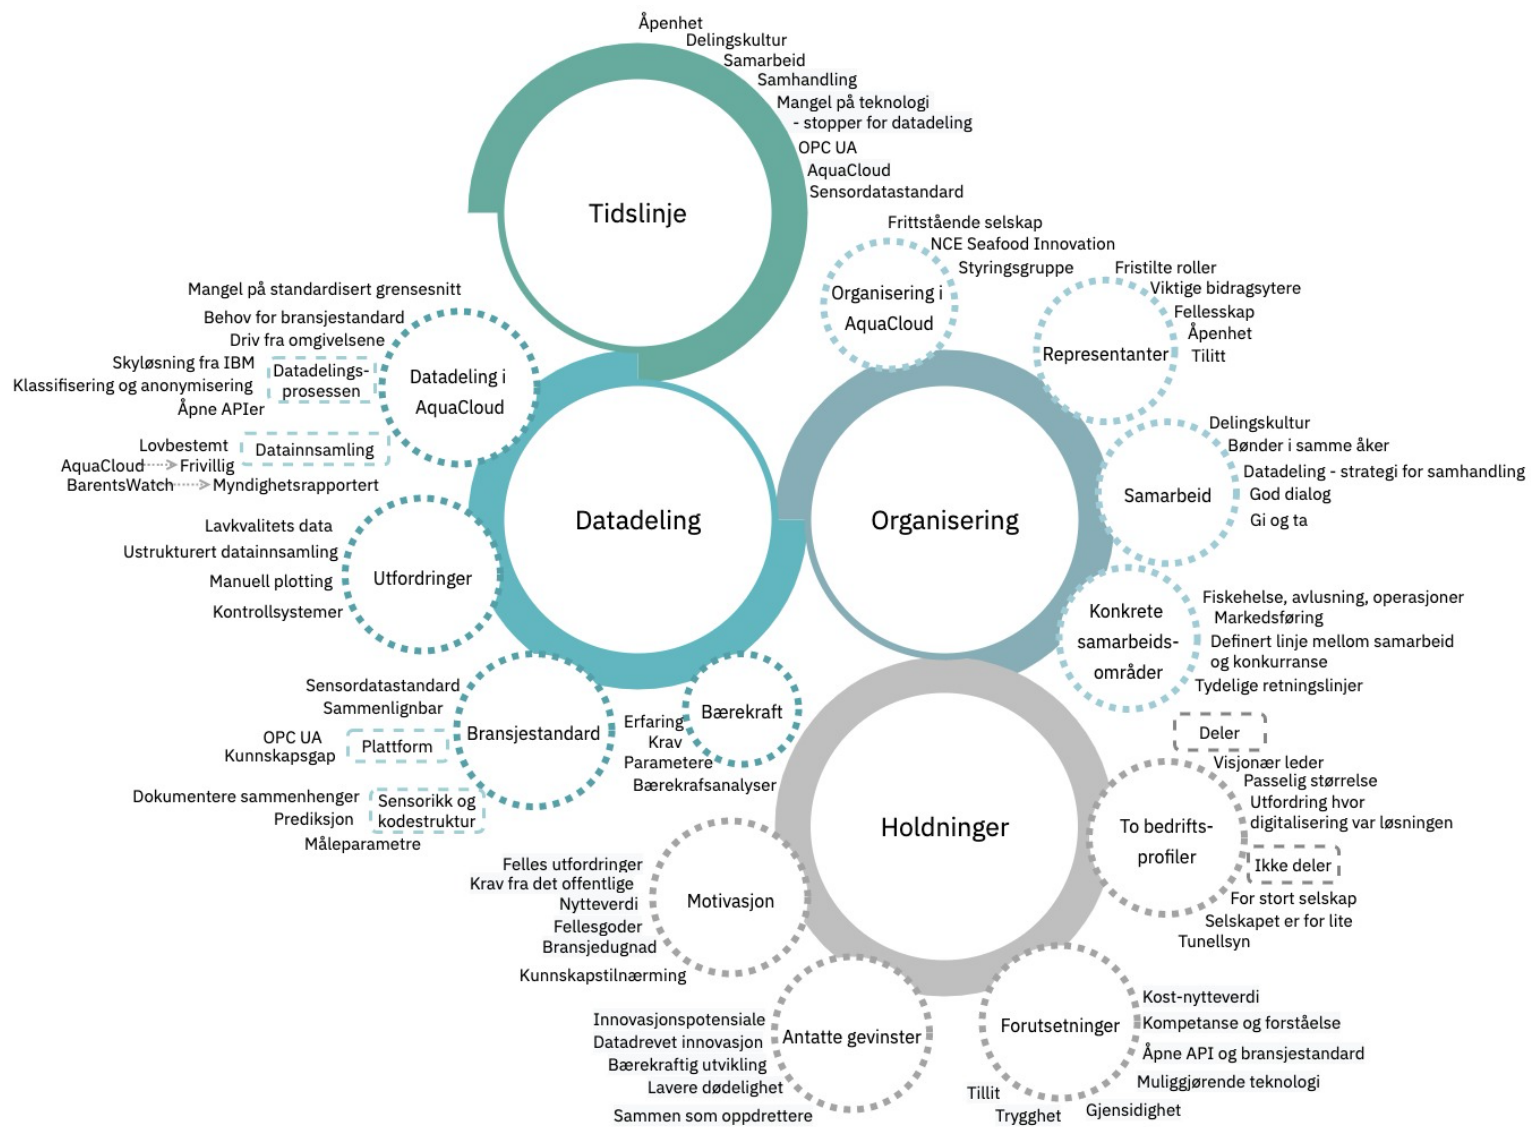 Åpenhet
Delingskultur
Samarbeid
Samhandling
Mangel på teknologi
- stopper for datadeling
OPC UA
AquaCloud
Sensordatastandard
Tidslinje
Frittstående selskap
NCE Seafood Innovation
Styringsgruppe
Organisering i
AquaCloud
Fristilte roller
Viktige bidragsytere
Fellesskap
Åpenhet
Tilitt
Representanter
Mangel på standardisert grensesnitt
Behov for bransjestandard
Driv fra omgivelsene
Skyløsning fra IBM
Klassifisering og anonymisering
Åpne APIer
Datadelings-
prosessen
Datadeling i
AquaCloud
Lovbestemt
AquaCloud
Frivillig
BarentsWatch
Myndighetsrapportert
Datainnsamling
Delingskultur
Bønder i samme åker
Datadeling - strategi for samhandling
God dialog
Gi og ta
Samarbeid
Datadeling
Organisering
Lavkvalitets data
Ustrukturert datainnsamling
Manuell plotting
Kontrollsystemer
Utfordringer
Konkrete
samarbeids-
områder
Fiskehelse, avlusning, operasjoner
Markedsføring
Definert linje mellom samarbeid
og konkurranse
Tydelige retningslinjer
Sensordatastandard
Sammenlignbar
OPC UA
Kunnskapsgap
Plattform
Bransjestandard
Dokumentere sammenhenger
Prediksjon
Måleparametre
Sensorikk og
kodestruktur
Bærekraft
Erfaring
Krav
Parametere
Bærekrafsanalyser
Holdninger
Deler
Visjonær leder
Passelig størrelse
Utfordring hvor
digitalisering var løsningen
To bedrifts-
profiler
Ikke deler
For stort selskap
Selskapet er for lite
Tunellsyn
Felles utfordringer
Krav fra det offentlige
Nytteverdi
Fellesgoder
Bransjedugnad
Kunnskapstilnærming
Motivasjon
Innovasjonspotensiale
Datadrevet innovasjon
Bærekraftig utvikling
Lavere dødelighet
Sammen som oppdrettere
Antatte gevinster
Forutsetninger
Kost-nytteverdi
Kompetanse og forståelse
Åpne API og bransjestandard
Muliggjørende teknologi
Gjensidighet
Tillit
Trygghet